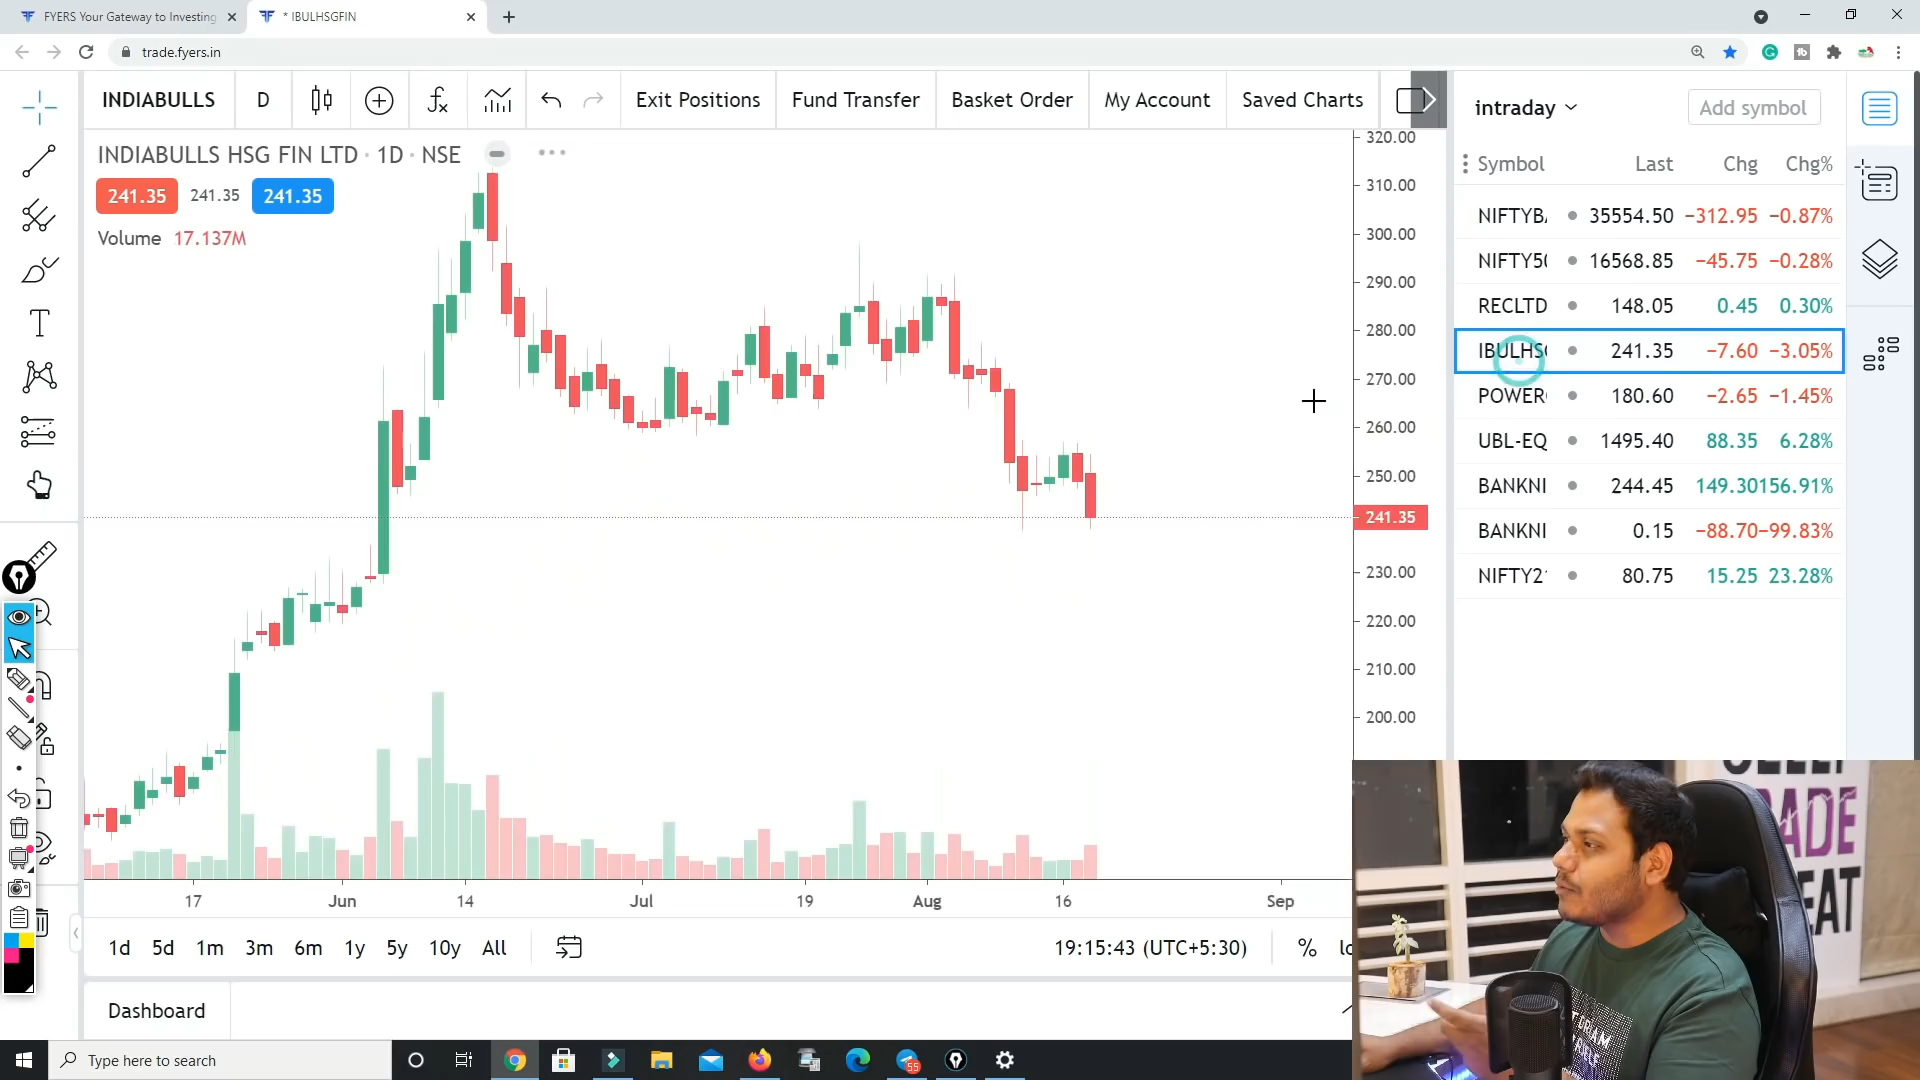 FYERS Your Gateway to Investing
* IBULHSGFIN
trade.fyers.in
INDIABULLS
D
Exit Positions
Fund Transfer
Basket Order
My Account
Saved Charts
INDIABULLS HSG FIN LTD · 1D · NSE
241.35
241.35
241.35
Volume 17.137M
320.00
310.00
300.00
290.00
280.00
270.00
260.00
250.00
241.35
230.00
220.00
210.00
200.00
17
Jun
14
Jul
19
Aug
16
Sep
1d 5d 1m 3m 6m 1y 5y 10y All
19:15:43 (UTC+5:30)
%
Dashboard
intraday
Add symbol
Symbol Last Chg Chg%
NIFTYB 35554.50 −312.95 −0.87%
NIFTY50 16568.85 −45.75 −0.28%
RECLTD 148.05 0.45 0.30%
IBULHS 241.35 −7.60 −3.05%
POWER 180.60 −2.65 −1.45%
UBL-EQ 1495.40 88.35 6.28%
BANKNI 244.45 149.30 156.91%
BANKNI 0.15 −88.70 −99.83%
NIFTY2 80.75 15.25 23.28%
Type here to search
55